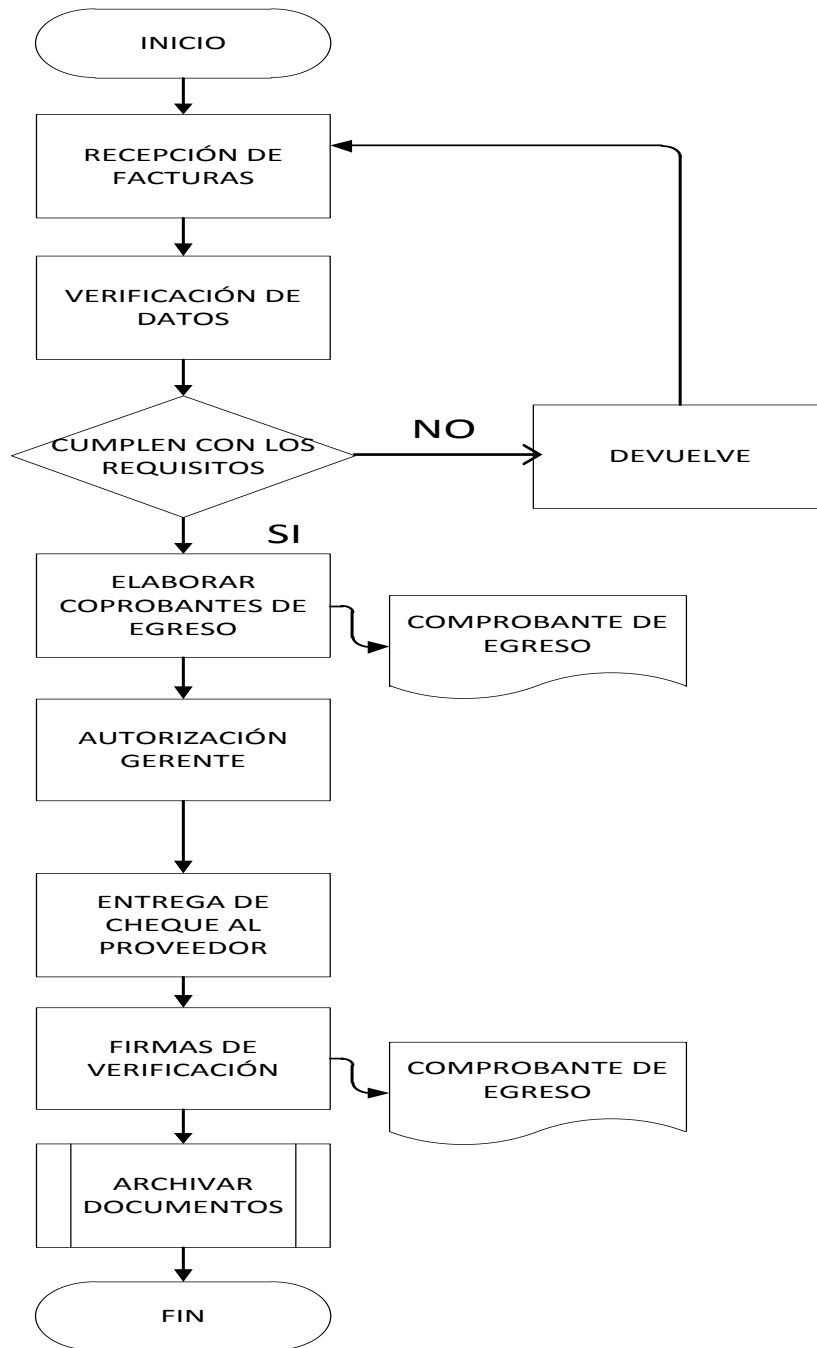 INICIO
RECEPCIÓN DE
FACTURAS
VERIFICACIÓN DE
DATOS
CUMPLEN CON LOS
REQUISITOS
NO
DEVUELVE
SI
ELABORAR
COPROBANTES DE
EGRESO
COMPROBANTE DE
EGRESO
AUTORIZACIÓN
GERENTE
ENTREGA DE
CHEQUE AL
PROVEEDOR
FIRMAS DE
VERIFICACIÓN
COMPROBANTE DE
EGRESO
ARCHIVAR
DOCUMENTOS
FIN